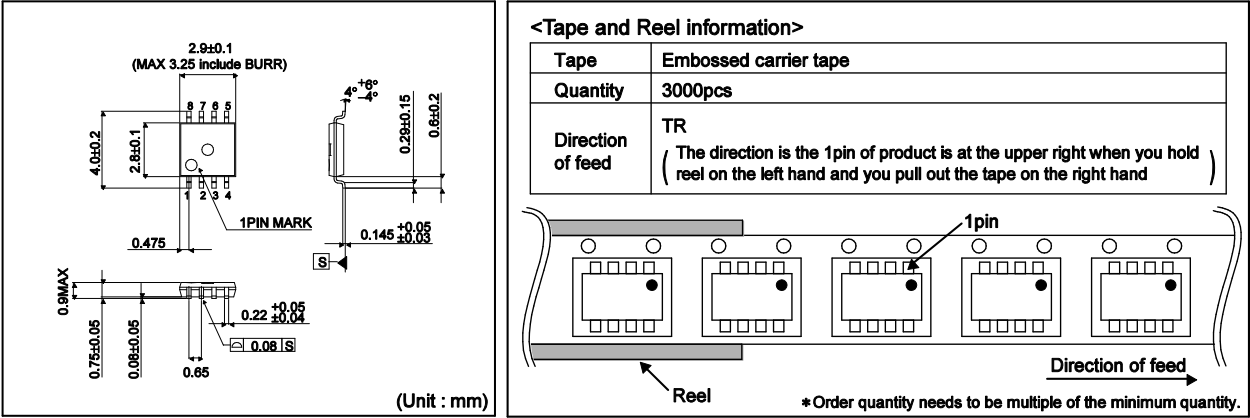 2.9±0.1
(MAX 3.25 include BURR)
8 7 6 5
4.0±0.2
2.8±0.1
1 2 3 4
1PIN MARK
0.475
4° +6° −4°
0.29±0.15
0.6±0.2
0.145 +0.05 ±0.03
S
0.9MAX
0.75±0.05
0.08±0.05
0.22 +0.05 ±0.04
0.08 S
0.65
(Unit : mm)
<Tape and Reel information>
Tape Embossed carrier tape
Quantity 3000pcs
Direction of feed
TR
( The direction is the 1pin of product is at the upper right when you hold
reel on the left hand and you pull out the tape on the right hand )
1pin
Direction of feed
Reel
∗Order quantity needs to be multiple of the minimum quantity.